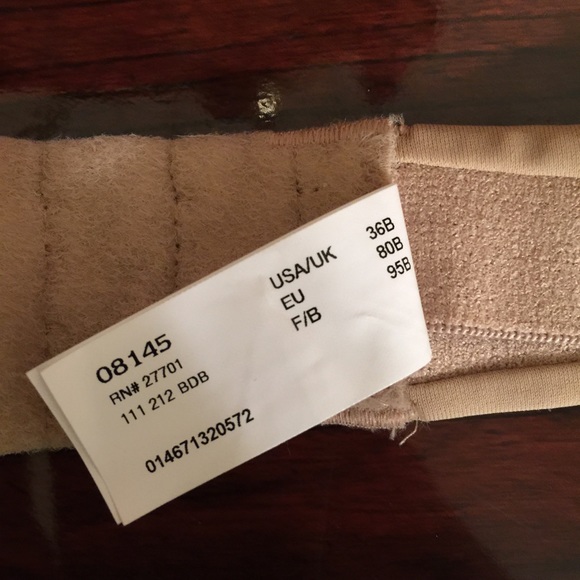 08145
RN# 27701
111 212 BDB
014671320572
USA/UK 36B
EU 80B
F/B 95B